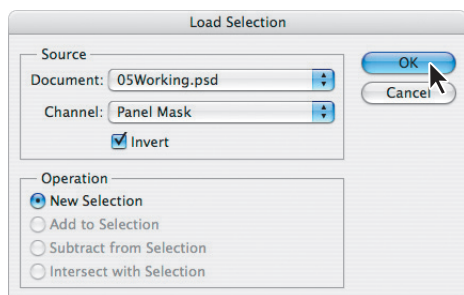 Load Selection
Source
Document: 05Working.psd
Channel: Panel Mask
Invert
OK
Cancel
Operation
New Selection
Add to Selection
Subtract from Selection
Intersect with Selection